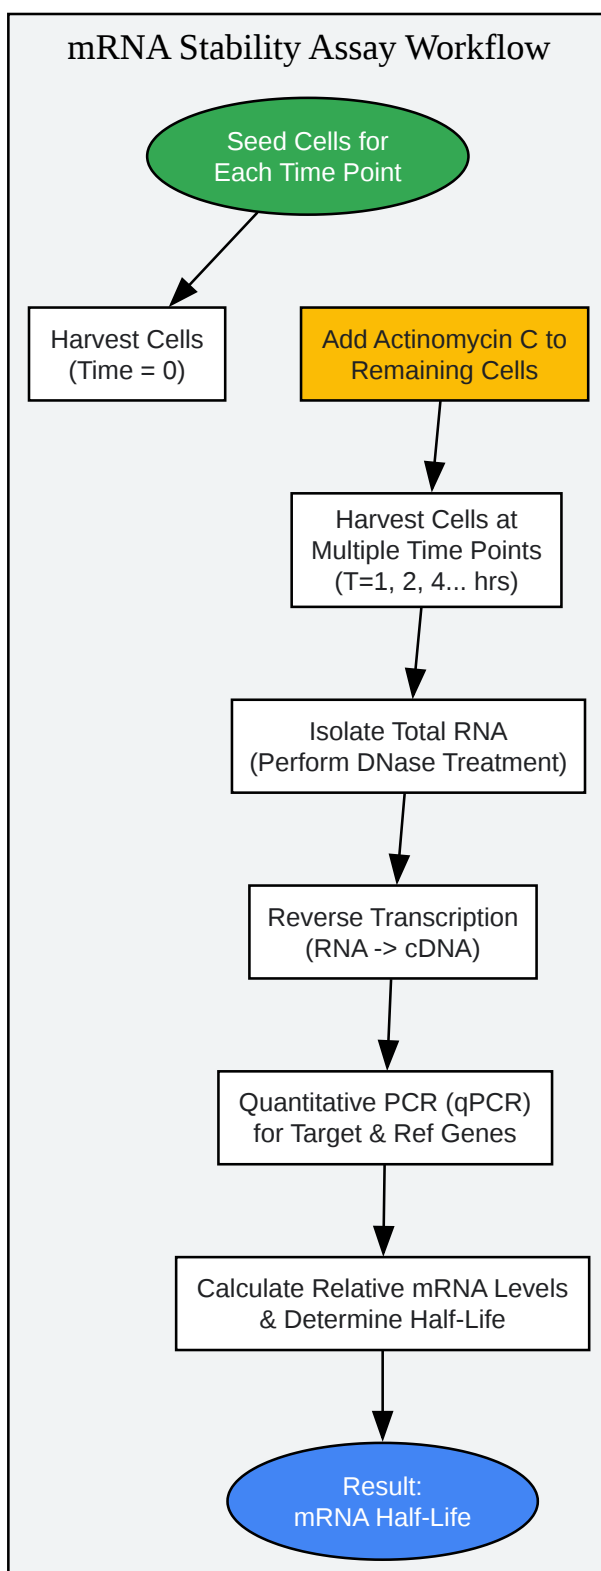 mRNA Stability Assay Workflow
Seed Cells for
Each Time Point
Harvest Cells
(Time = 0)
Add Actinomycin C to
Remaining Cells
Harvest Cells at
Multiple Time Points
(T=1, 2, 4... hrs)
Isolate Total RNA
(Perform DNase Treatment)
Reverse Transcription
(RNA -> cDNA)
Quantitative PCR (qPCR)
for Target & Ref Genes
Calculate Relative mRNA Levels
& Determine Half-Life
Result:
mRNA Half-Life